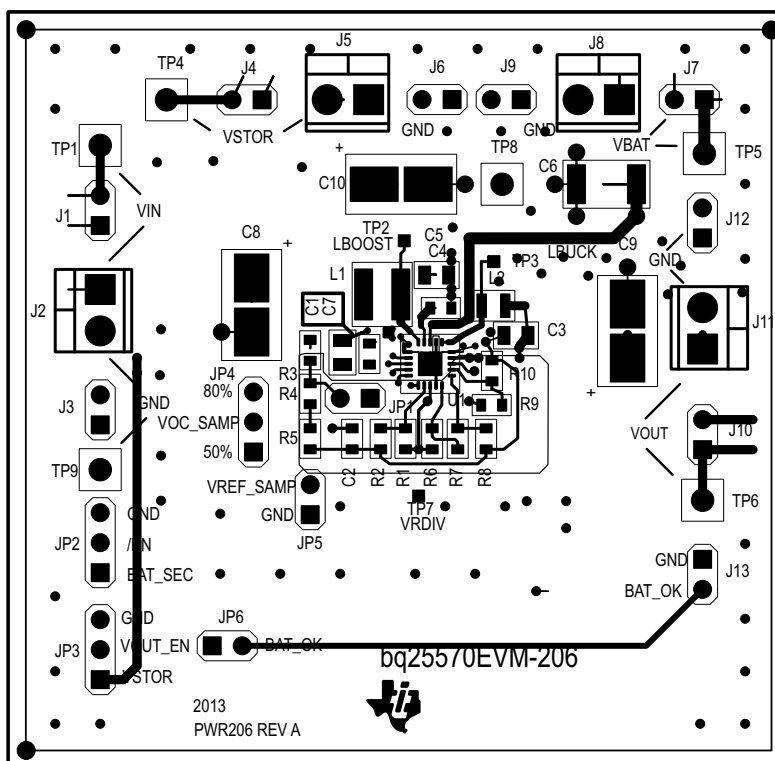 J5
J8
TP4
J4
J6
J9
J7
VSTOR
GND
GND
VBAT
TP1
TP8
C6
TP5
+
C10
J1
VIN
J12
C8
+
TP2
LBOOST
C5
C4
LBUCK
C9
GND
TP3
L1
L2
J2
C1
C7
C3
J11
JP4
R3
R10
80%
R4
J3
GND
JP1
U1
R9
+
VOC_SAMP
R5
VOUT
J10
50%
C2
R2
R1
R6
R7
R8
TP9
VREF_SAMP
TP7
VRDIV
TP6
GND
GND
JP5
JP2
/EN
BAT_SEC
GND
J13
BAT_OK
GND
JP3
VOUT_EN
JP6
BAT_OK
VSTOR
bq25570EVM-206
2013
PWR206 REV A